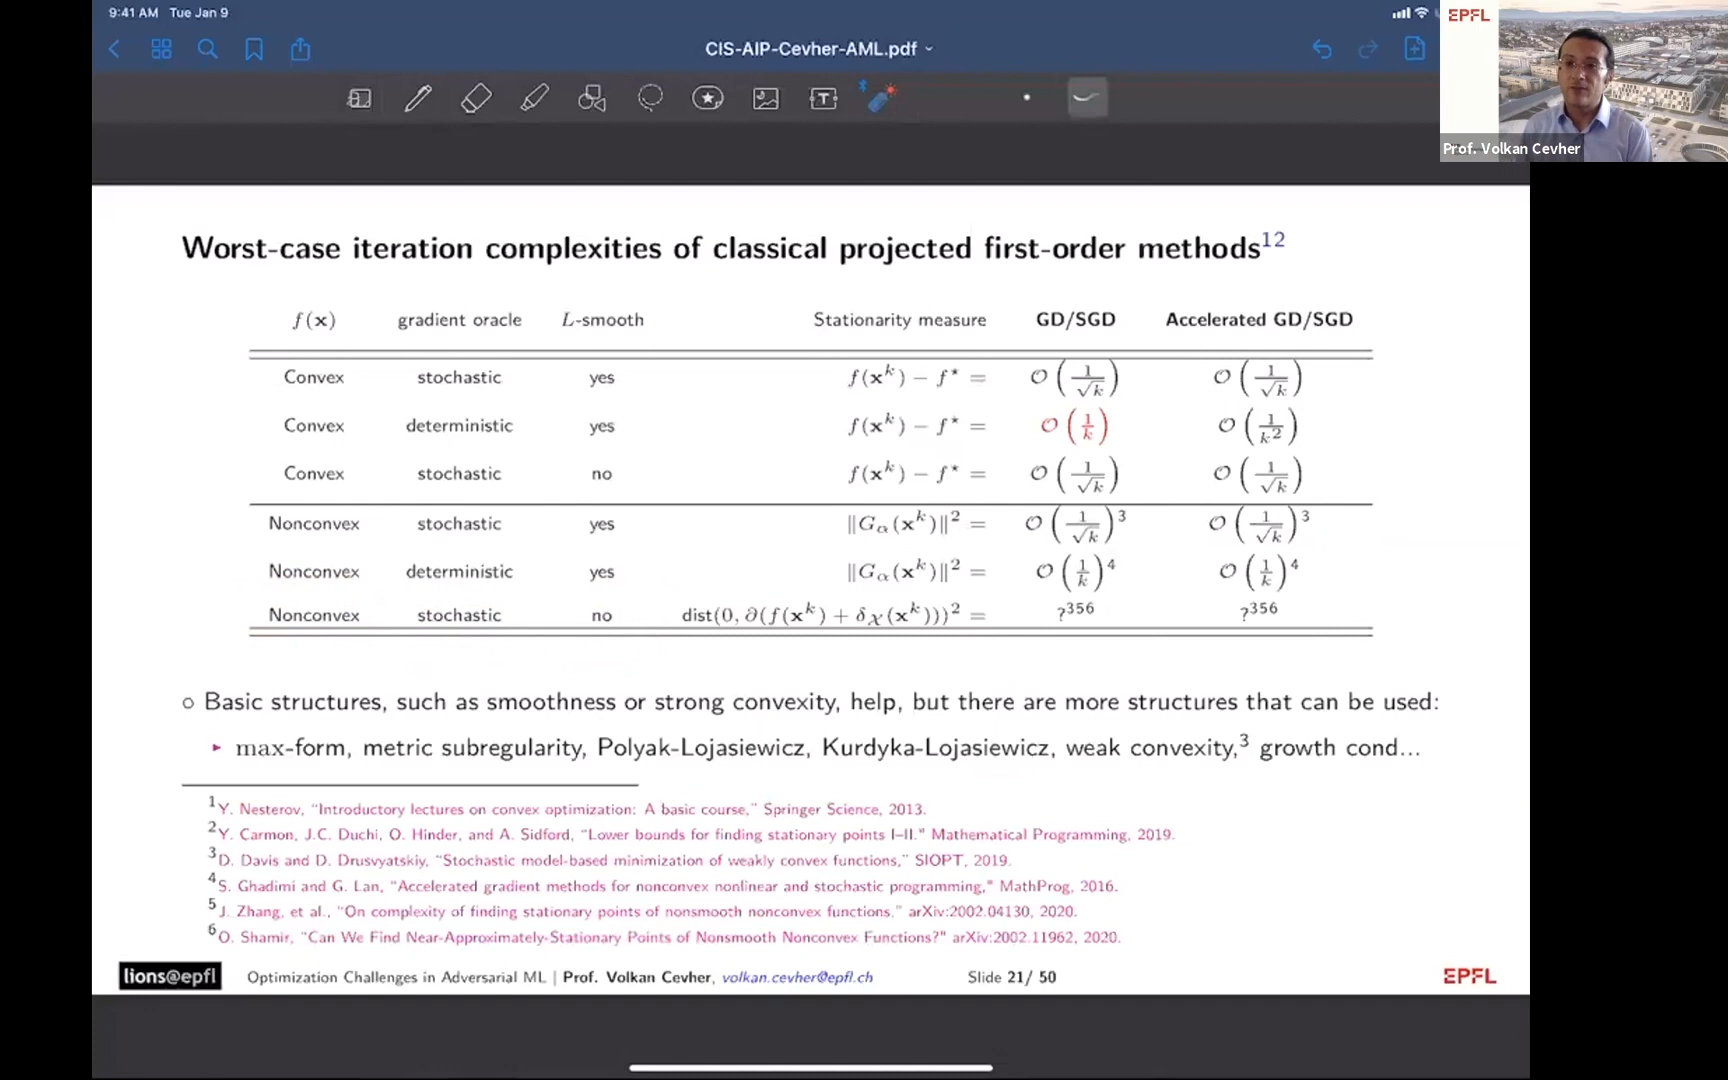 9:41 AM Tue Jan 9
CIS-AIP-Cevher-AML.pdf
EPFL
Prof. Volkan Cevher
T
Worst-case iteration complexities of classical projected first-order methods¹²
f(𝐱) gradient oracle L-smooth Stationarity measure GD/SGD Accelerated GD/SGD
Convex stochastic yes f(𝐱ᵏ) − f⋆ = 𝒪(1/√k) 𝒪(1/√k)
Convex deterministic yes f(𝐱ᵏ) − f⋆ = 𝒪(1/k) 𝒪(1/k²)
Convex stochastic no f(𝐱ᵏ) − f⋆ = 𝒪(1/√k) 𝒪(1/√k)
Nonconvex stochastic yes ‖Gα(𝐱ᵏ)‖² = 𝒪(1/√k)³ 𝒪(1/√k)³
Nonconvex deterministic yes ‖Gα(𝐱ᵏ)‖² = 𝒪(1/k)⁴ 𝒪(1/k)⁴
Nonconvex stochastic no dist(0, ∂(f(𝐱ᵏ) + δχ(𝐱ᵏ)))² = ?³⁵⁶ ?³⁵⁶
○ Basic structures, such as smoothness or strong convexity, help, but there are more structures that can be used:
▸ max-form, metric subregularity, Polyak-Lojasiewicz, Kurdyka-Lojasiewicz, weak convexity,³ growth cond...
¹Y. Nesterov, "Introductory lectures on convex optimization: A basic course," Springer Science, 2013.
²Y. Carmon, J.C. Duchi, O. Hinder, and A. Sidford, "Lower bounds for finding stationary points I–II." Mathematical Programming, 2019.
³D. Davis and D. Drusvyatskiy, "Stochastic model-based minimization of weakly convex functions," SIOPT, 2019.
⁴S. Ghadimi and G. Lan, "Accelerated gradient methods for nonconvex nonlinear and stochastic programming," MathProg, 2016.
⁵J. Zhang, et al., "On complexity of finding stationary points of nonsmooth nonconvex functions," arXiv:2002.04130, 2020.
⁶O. Shamir, "Can We Find Near-Approximately-Stationary Points of Nonsmooth Nonconvex Functions?" arXiv:2002.11962, 2020.
lions@epfl Optimization Challenges in Adversarial ML | Prof. Volkan Cevher, volkan.cevher@epfl.ch Slide 21/ 50 EPFL